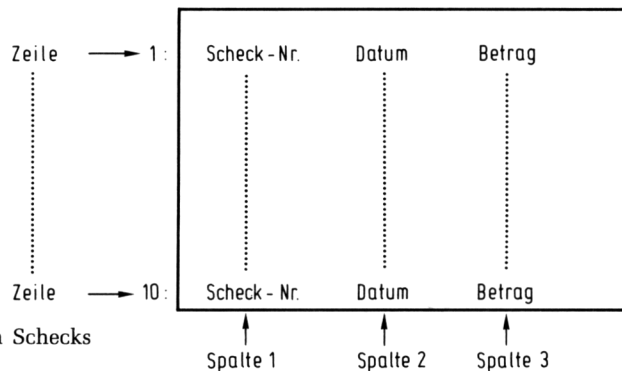 Zeile → 1: Scheck-Nr. Datum Betrag
Zeile → 10: Scheck-Nr. Datum Betrag
Schecks
Spalte 1 Spalte 2 Spalte 3